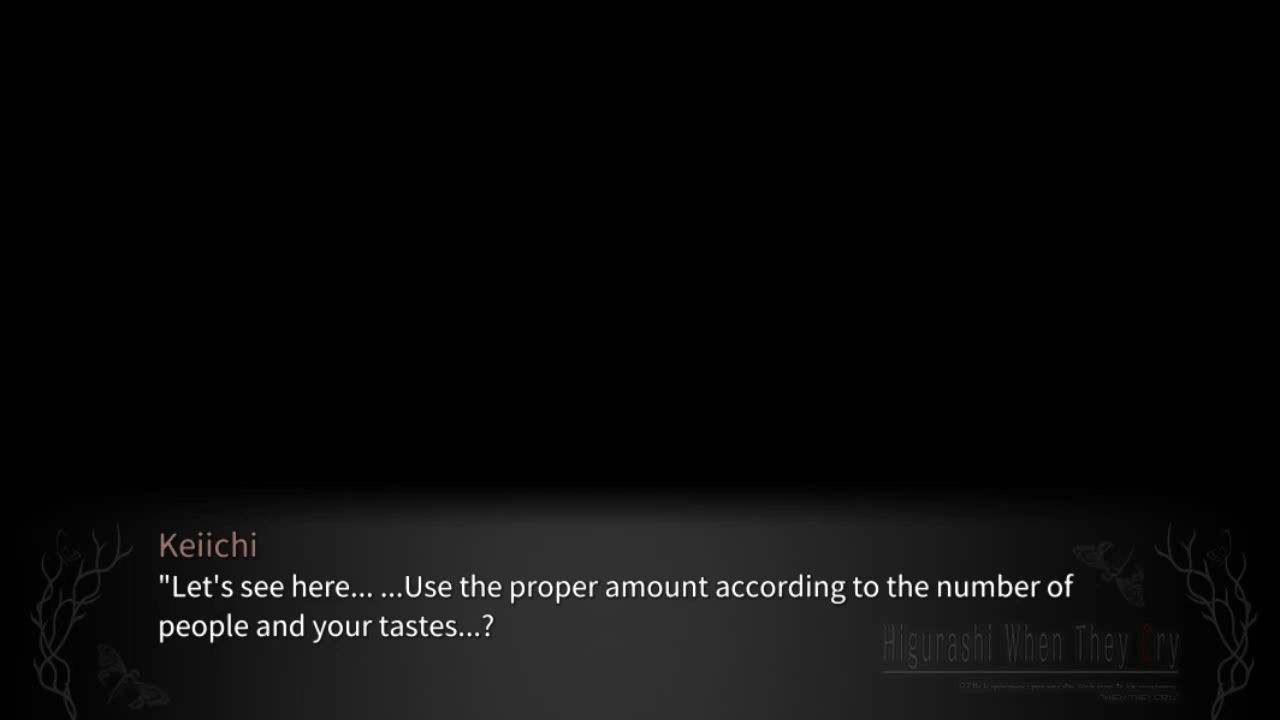 Keiichi
"Let's see here... ...Use the proper amount according to the number of
people and your tastes...?
Higurashi When They Cry